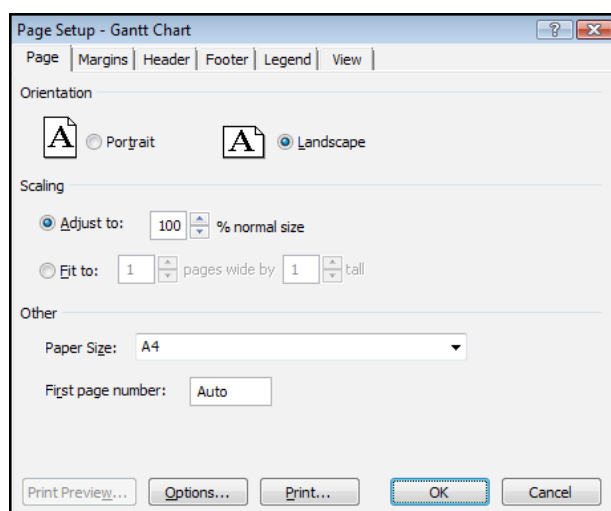 Page Setup - Gantt Chart
Page Margins Header Footer Legend View
Orientation
A Portrait A Landscape
Scaling
Adjust to: 100 % normal size
Fit to: 1 pages wide by 1 tall
Other
Paper Size: A4
First page number: Auto
Print Preview... Options... Print... OK Cancel